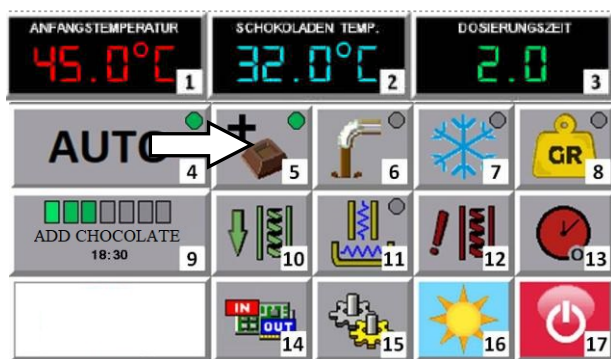 ANFANGSTEMPERATUR
SCHOKOLADEN TEMP.
DOSIERUNGSZEIT
45.0°C
1
32.0°C
2
2.0
3
AUTO
4
+
5
6
7
GR
8
ADD CHOCOLATE
18:30
9
10
11
!
12
13
IN
OUT
14
15
16
17